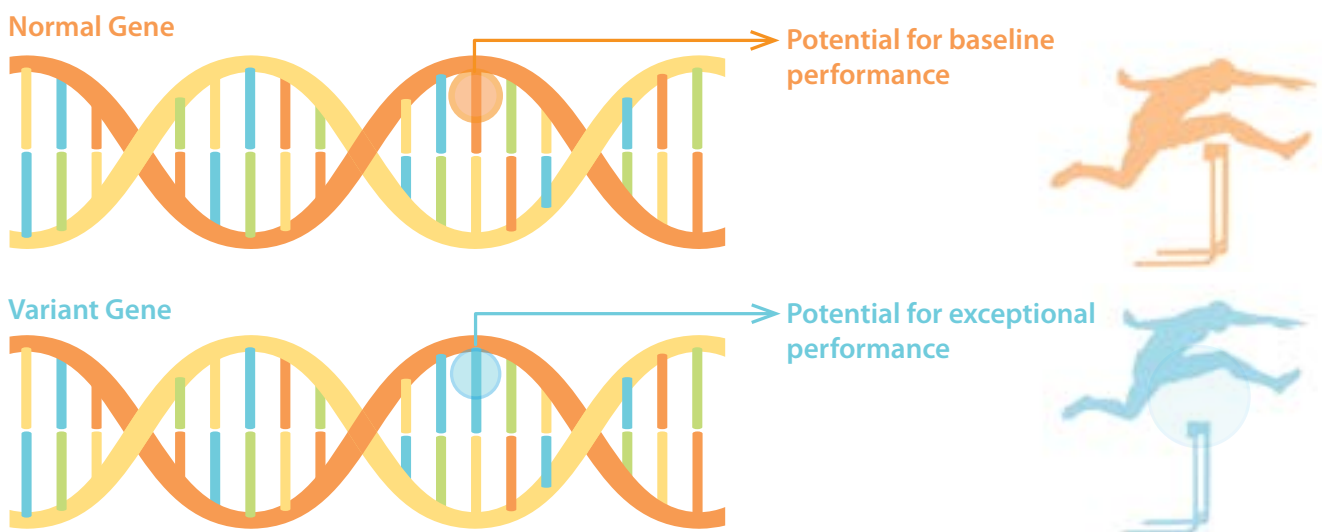 Normal Gene
Potential for baseline
performance
Variant Gene
Potential for exceptional
performance